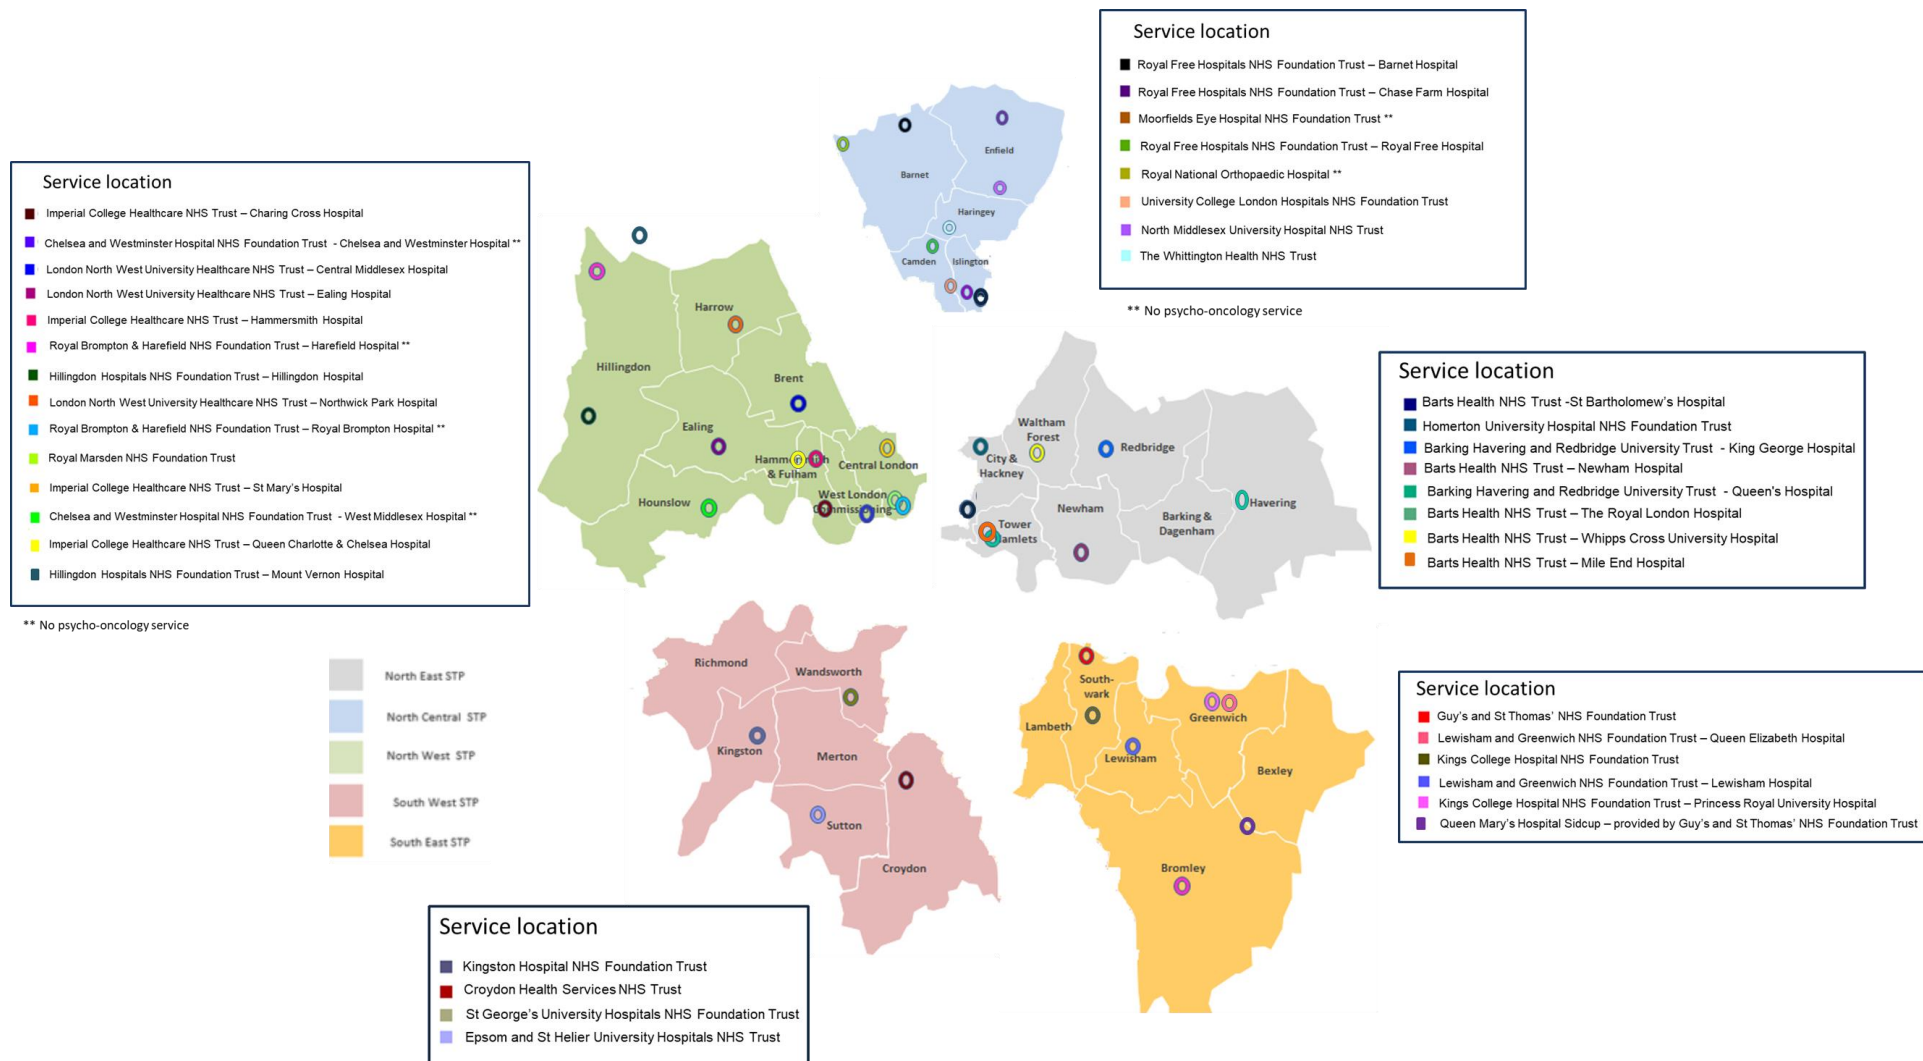 Service location
Royal Free Hospitals NHS Foundation Trust – Barnet Hospital
Royal Free Hospitals NHS Foundation Trust – Chase Farm Hospital
Moorfields Eye Hospital NHS Foundation Trust **
Royal Free Hospitals NHS Foundation Trust – Royal Free Hospital
Royal National Orthopaedic Hospital **
University College London Hospitals NHS Foundation Trust
North Middlesex University Hospital NHS Trust
The Whittington Health NHS Trust
** No psycho-oncology service
Enfield
Barnet
Haringey
Camden
Islington
Service location
Imperial College Healthcare NHS Trust – Charing Cross Hospital
Chelsea and Westminster Hospital NHS Foundation Trust - Chelsea and Westminster Hospital **
London North West University Healthcare NHS Trust – Central Middlesex Hospital
London North West University Healthcare NHS Trust – Ealing Hospital
Imperial College Healthcare NHS Trust – Hammersmith Hospital
Royal Brompton & Harefield NHS Foundation Trust – Harefield Hospital **
Hillingdon Hospitals NHS Foundation Trust – Hillingdon Hospital
London North West University Healthcare NHS Trust – Northwick Park Hospital
Royal Brompton & Harefield NHS Foundation Trust – Royal Brompton Hospital **
Royal Marsden NHS Foundation Trust
Imperial College Healthcare NHS Trust – St Mary's Hospital
Chelsea and Westminster Hospital NHS Foundation Trust - West Middlesex Hospital **
Imperial College Healthcare NHS Trust – Queen Charlotte & Chelsea Hospital
Hillingdon Hospitals NHS Foundation Trust – Mount Vernon Hospital
** No psycho-oncology service
Harrow
Hillingdon
Brent
Ealing
Hammersmith
& Fulham
Central London
West London
Commissioning
Hounslow
Waltham
Forest
Redbridge
City &
Hackney
Havering
Newham
Barking &
Dagenham
Tower
Hamlets
Service location
Barts Health NHS Trust -St Bartholomew's Hospital
Homerton University Hospital NHS Foundation Trust
Barking Havering and Redbridge University Trust - King George Hospital
Barts Health NHS Trust – Newham Hospital
Barking Havering and Redbridge University Trust - Queen's Hospital
Barts Health NHS Trust – The Royal London Hospital
Barts Health NHS Trust – Whipps Cross University Hospital
Barts Health NHS Trust – Mile End Hospital
North East STP
North Central STP
North West STP
South West STP
South East STP
Richmond
Wandsworth
Kingston
Merton
Sutton
Croydon
South-
wark
Lambeth
Greenwich
Lewisham
Bexley
Bromley
Service location
Guy's and St Thomas' NHS Foundation Trust
Lewisham and Greenwich NHS Foundation Trust – Queen Elizabeth Hospital
Kings College Hospital NHS Foundation Trust
Lewisham and Greenwich NHS Foundation Trust – Lewisham Hospital
Kings College Hospital NHS Foundation Trust – Princess Royal University Hospital
Queen Mary's Hospital Sidcup – provided by Guy's and St Thomas' NHS Foundation Trust
Service location
Kingston Hospital NHS Foundation Trust
Croydon Health Services NHS Trust
St George's University Hospitals NHS Foundation Trust
Epsom and St Helier University Hospitals NHS Trust